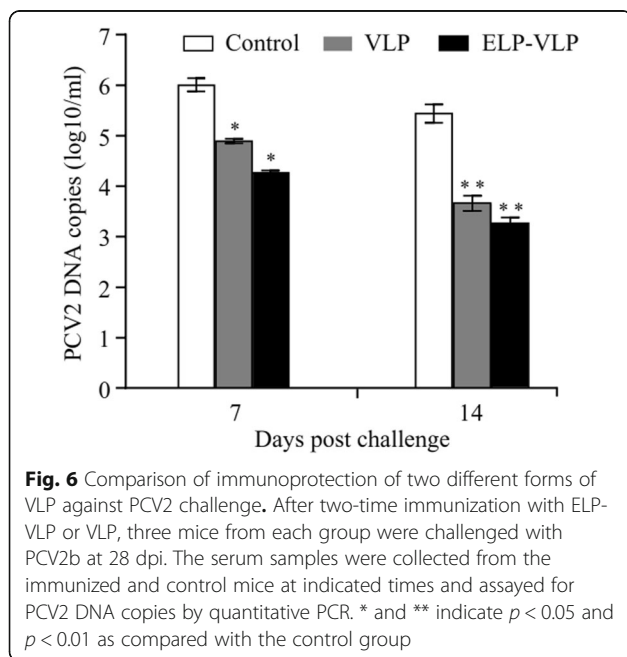 Control VLP ELP-VLP
7
6
5
4
3
2
1
0
PCV2 DNA copies (log10/ml)
* * ** **
7 14
Days post challenge
Fig. 6 Comparison of immunoprotection of two different forms of
VLP against PCV2 challenge. After two-time immunization with ELP-
VLP or VLP, three mice from each group were challenged with
PCV2b at 28 dpi. The serum samples were collected from the
immunized and control mice at indicated times and assayed for
PCV2 DNA copies by quantitative PCR. * and ** indicate p < 0.05 and
p < 0.01 as compared with the control group